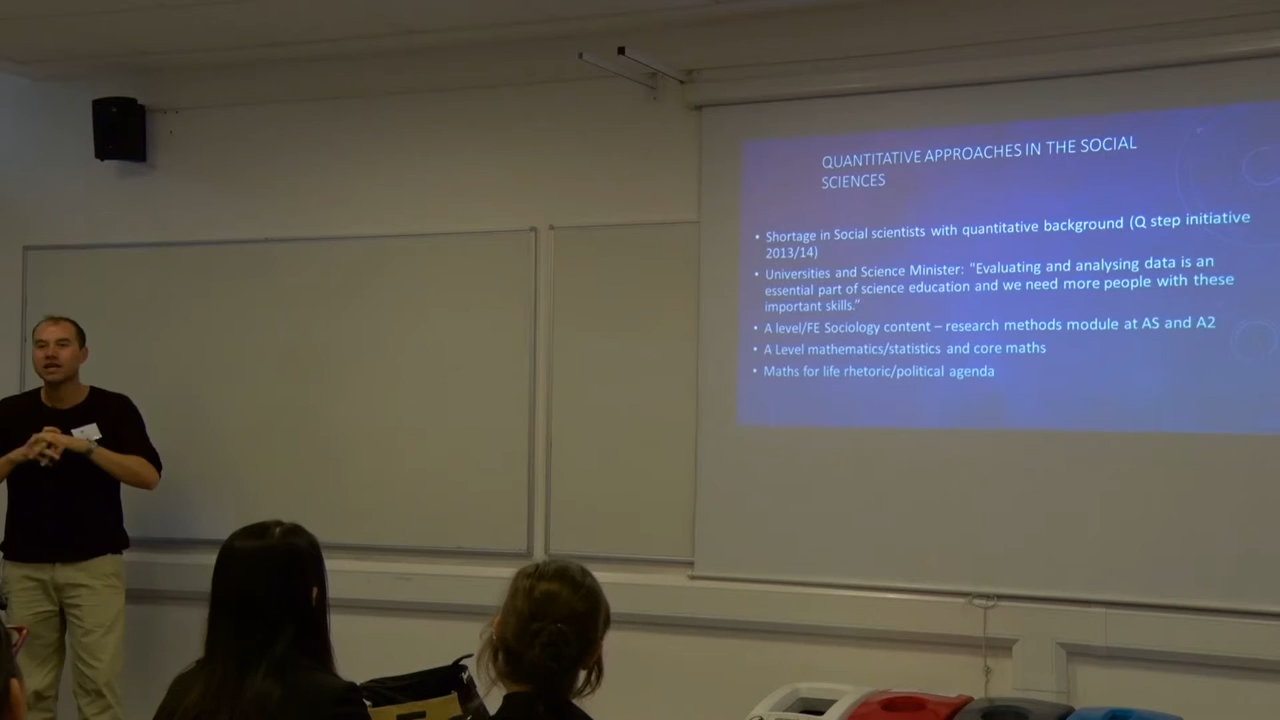 QUANTITATIVE APPROACHES IN THE SOCIAL
SCIENCES
• Shortage in Social scientists with quantitative background (Q step initiative
2013/14)
• Universities and Science Minister: "Evaluating and analysing data is an
essential part of science education and we need more people with these
important skills."
• A level/FE Sociology content – research methods module at AS and A2
• A Level mathematics/statistics and core maths
• Maths for life rhetoric/political agenda